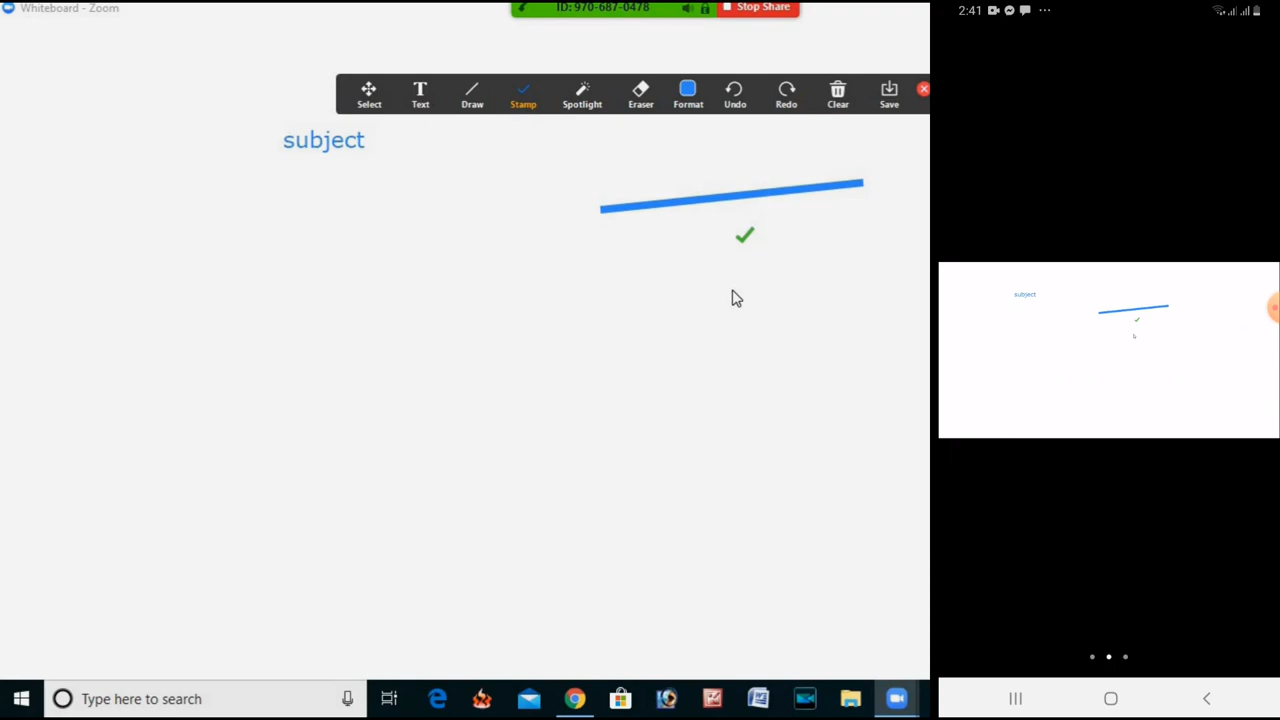 Whiteboard - Zoom
ID: 970-687-0478
Stop Share
2:41
Select
Text
Draw
Stamp
Spotlight
Eraser
Format
Undo
Redo
Clear
Save
subject
subject
Type here to search